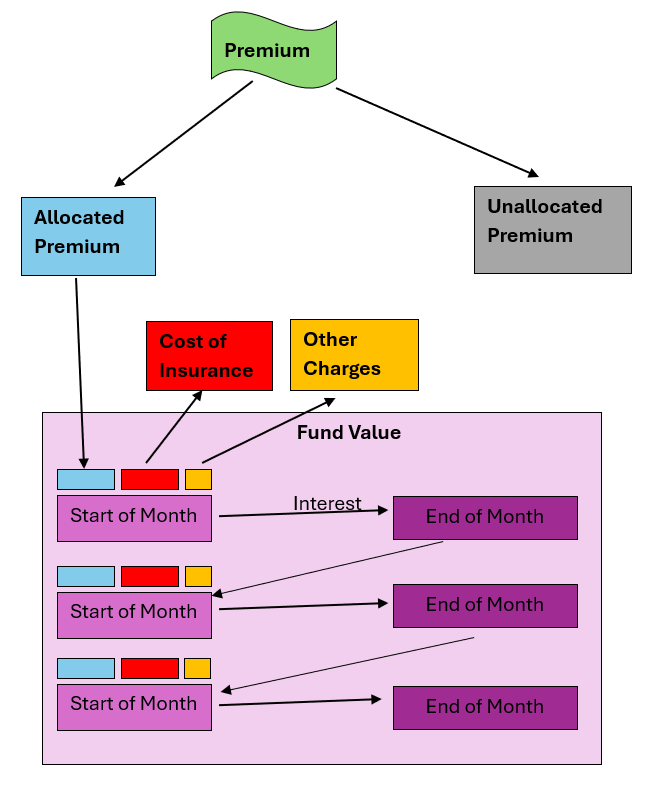 Premium
Allocated
Premium
Unallocated
Premium
Cost of
Insurance
Other
Charges
Fund Value
Start of Month
Interest
End of Month
Start of Month
End of Month
Start of Month
End of Month